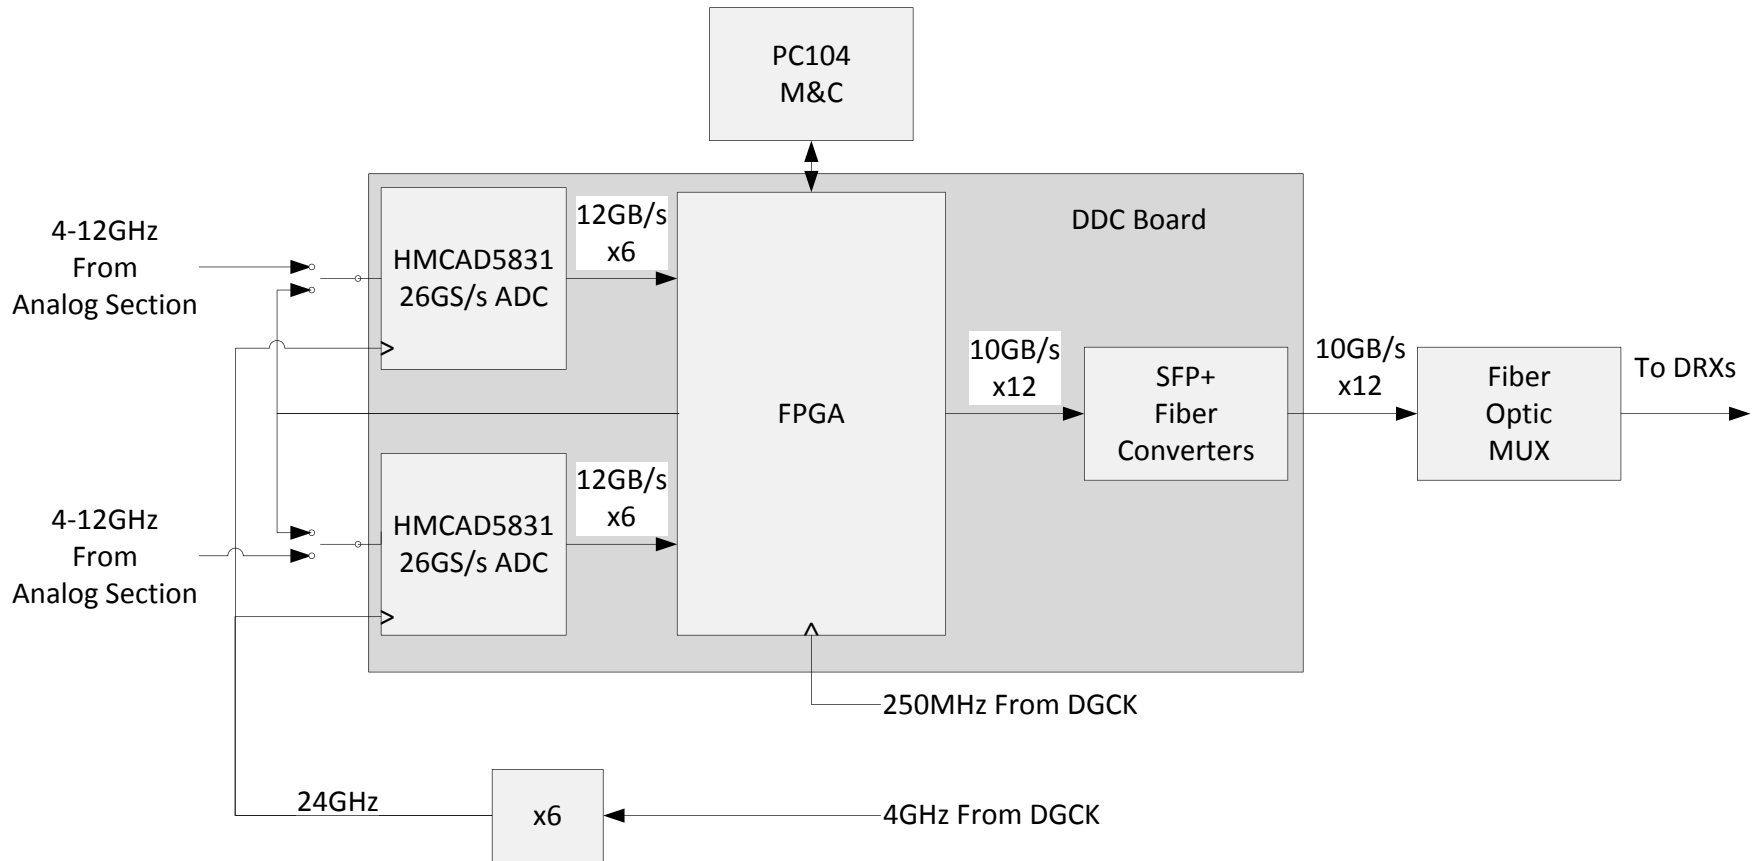 PC104
M&C
DDC Board
4-12GHz
From
Analog Section
HMCAD5831
26GS/s ADC
12GB/s
x6
FPGA
10GB/s
x12
SFP+
Fiber
Converters
10GB/s
x12
Fiber
Optic
MUX
To DRXs
4-12GHz
From
Analog Section
HMCAD5831
26GS/s ADC
12GB/s
x6
250MHz From DGCK
24GHz
x6
4GHz From DGCK